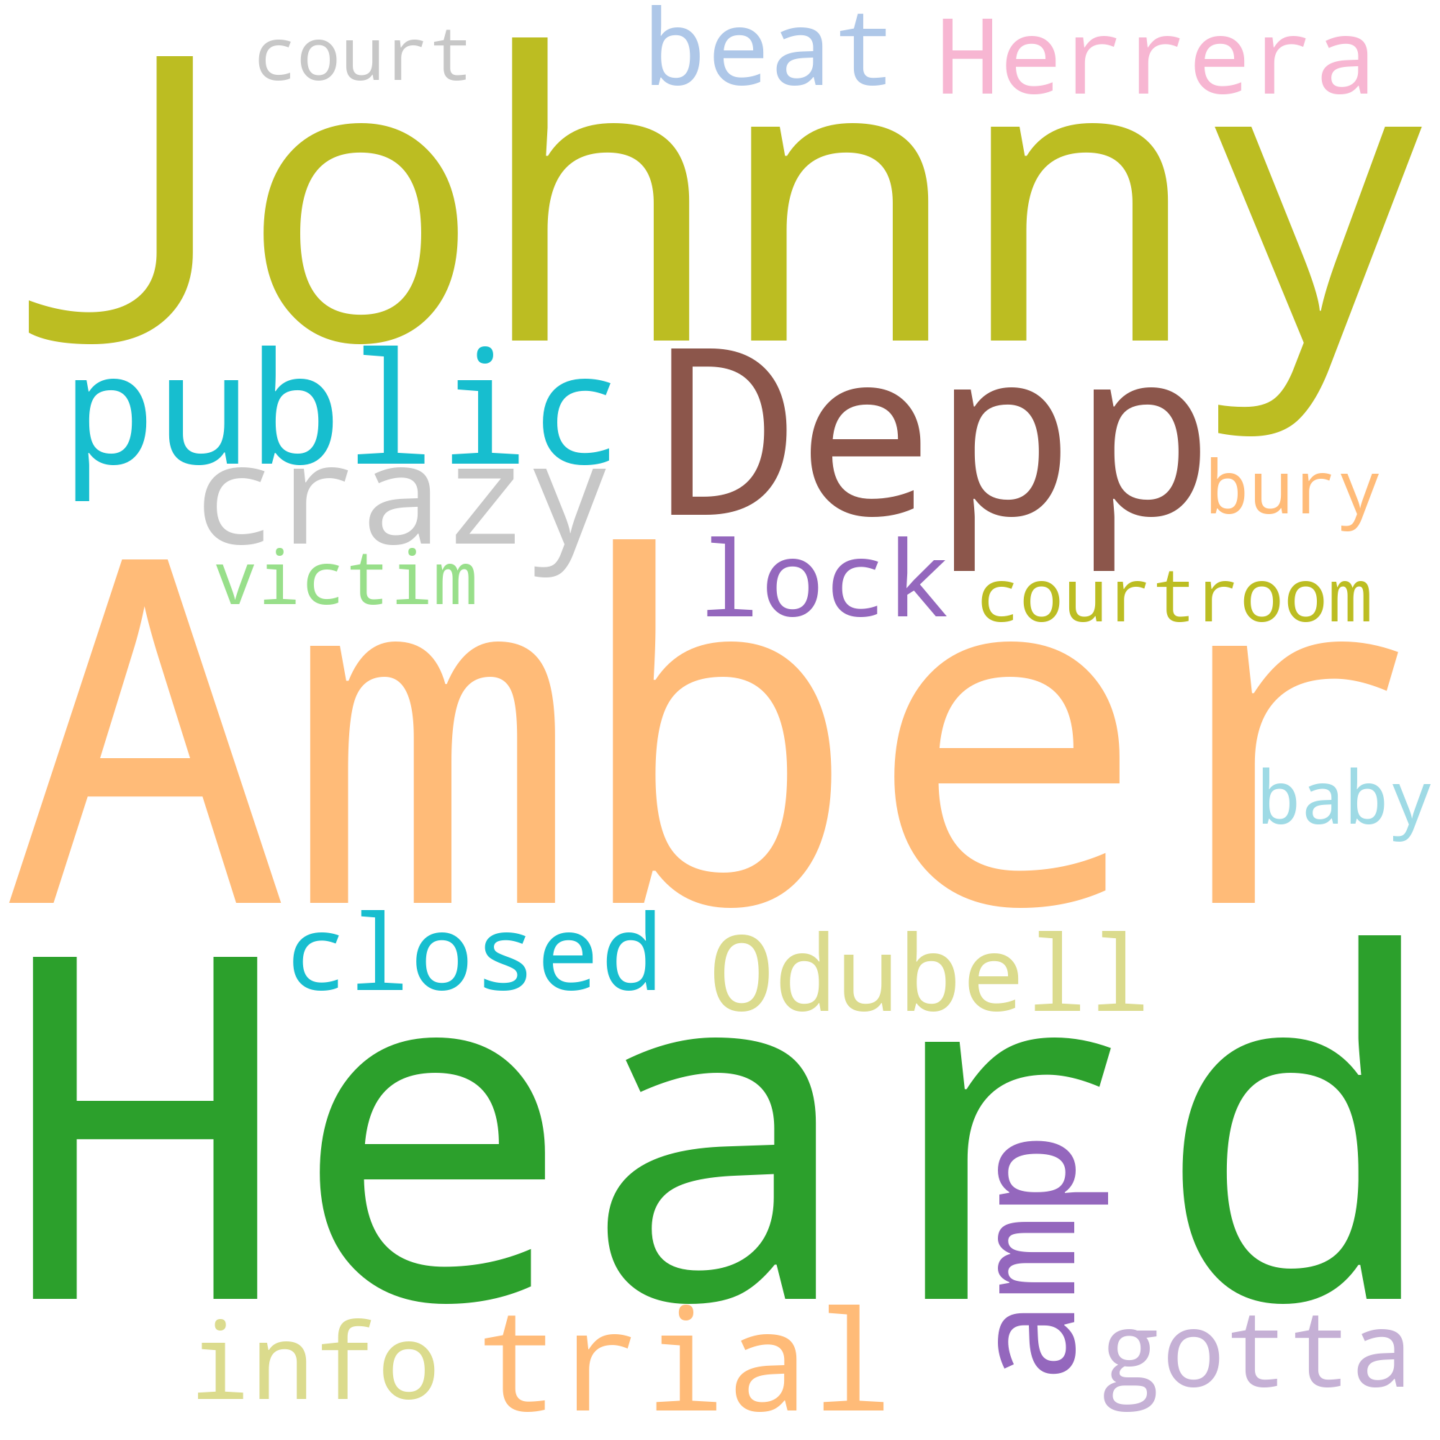 court beat Herrera
Johnny
public Depp
crazy bury
victim lock courtroom
Amber
baby
closed Odubell
Heard
amp
info trial gotta